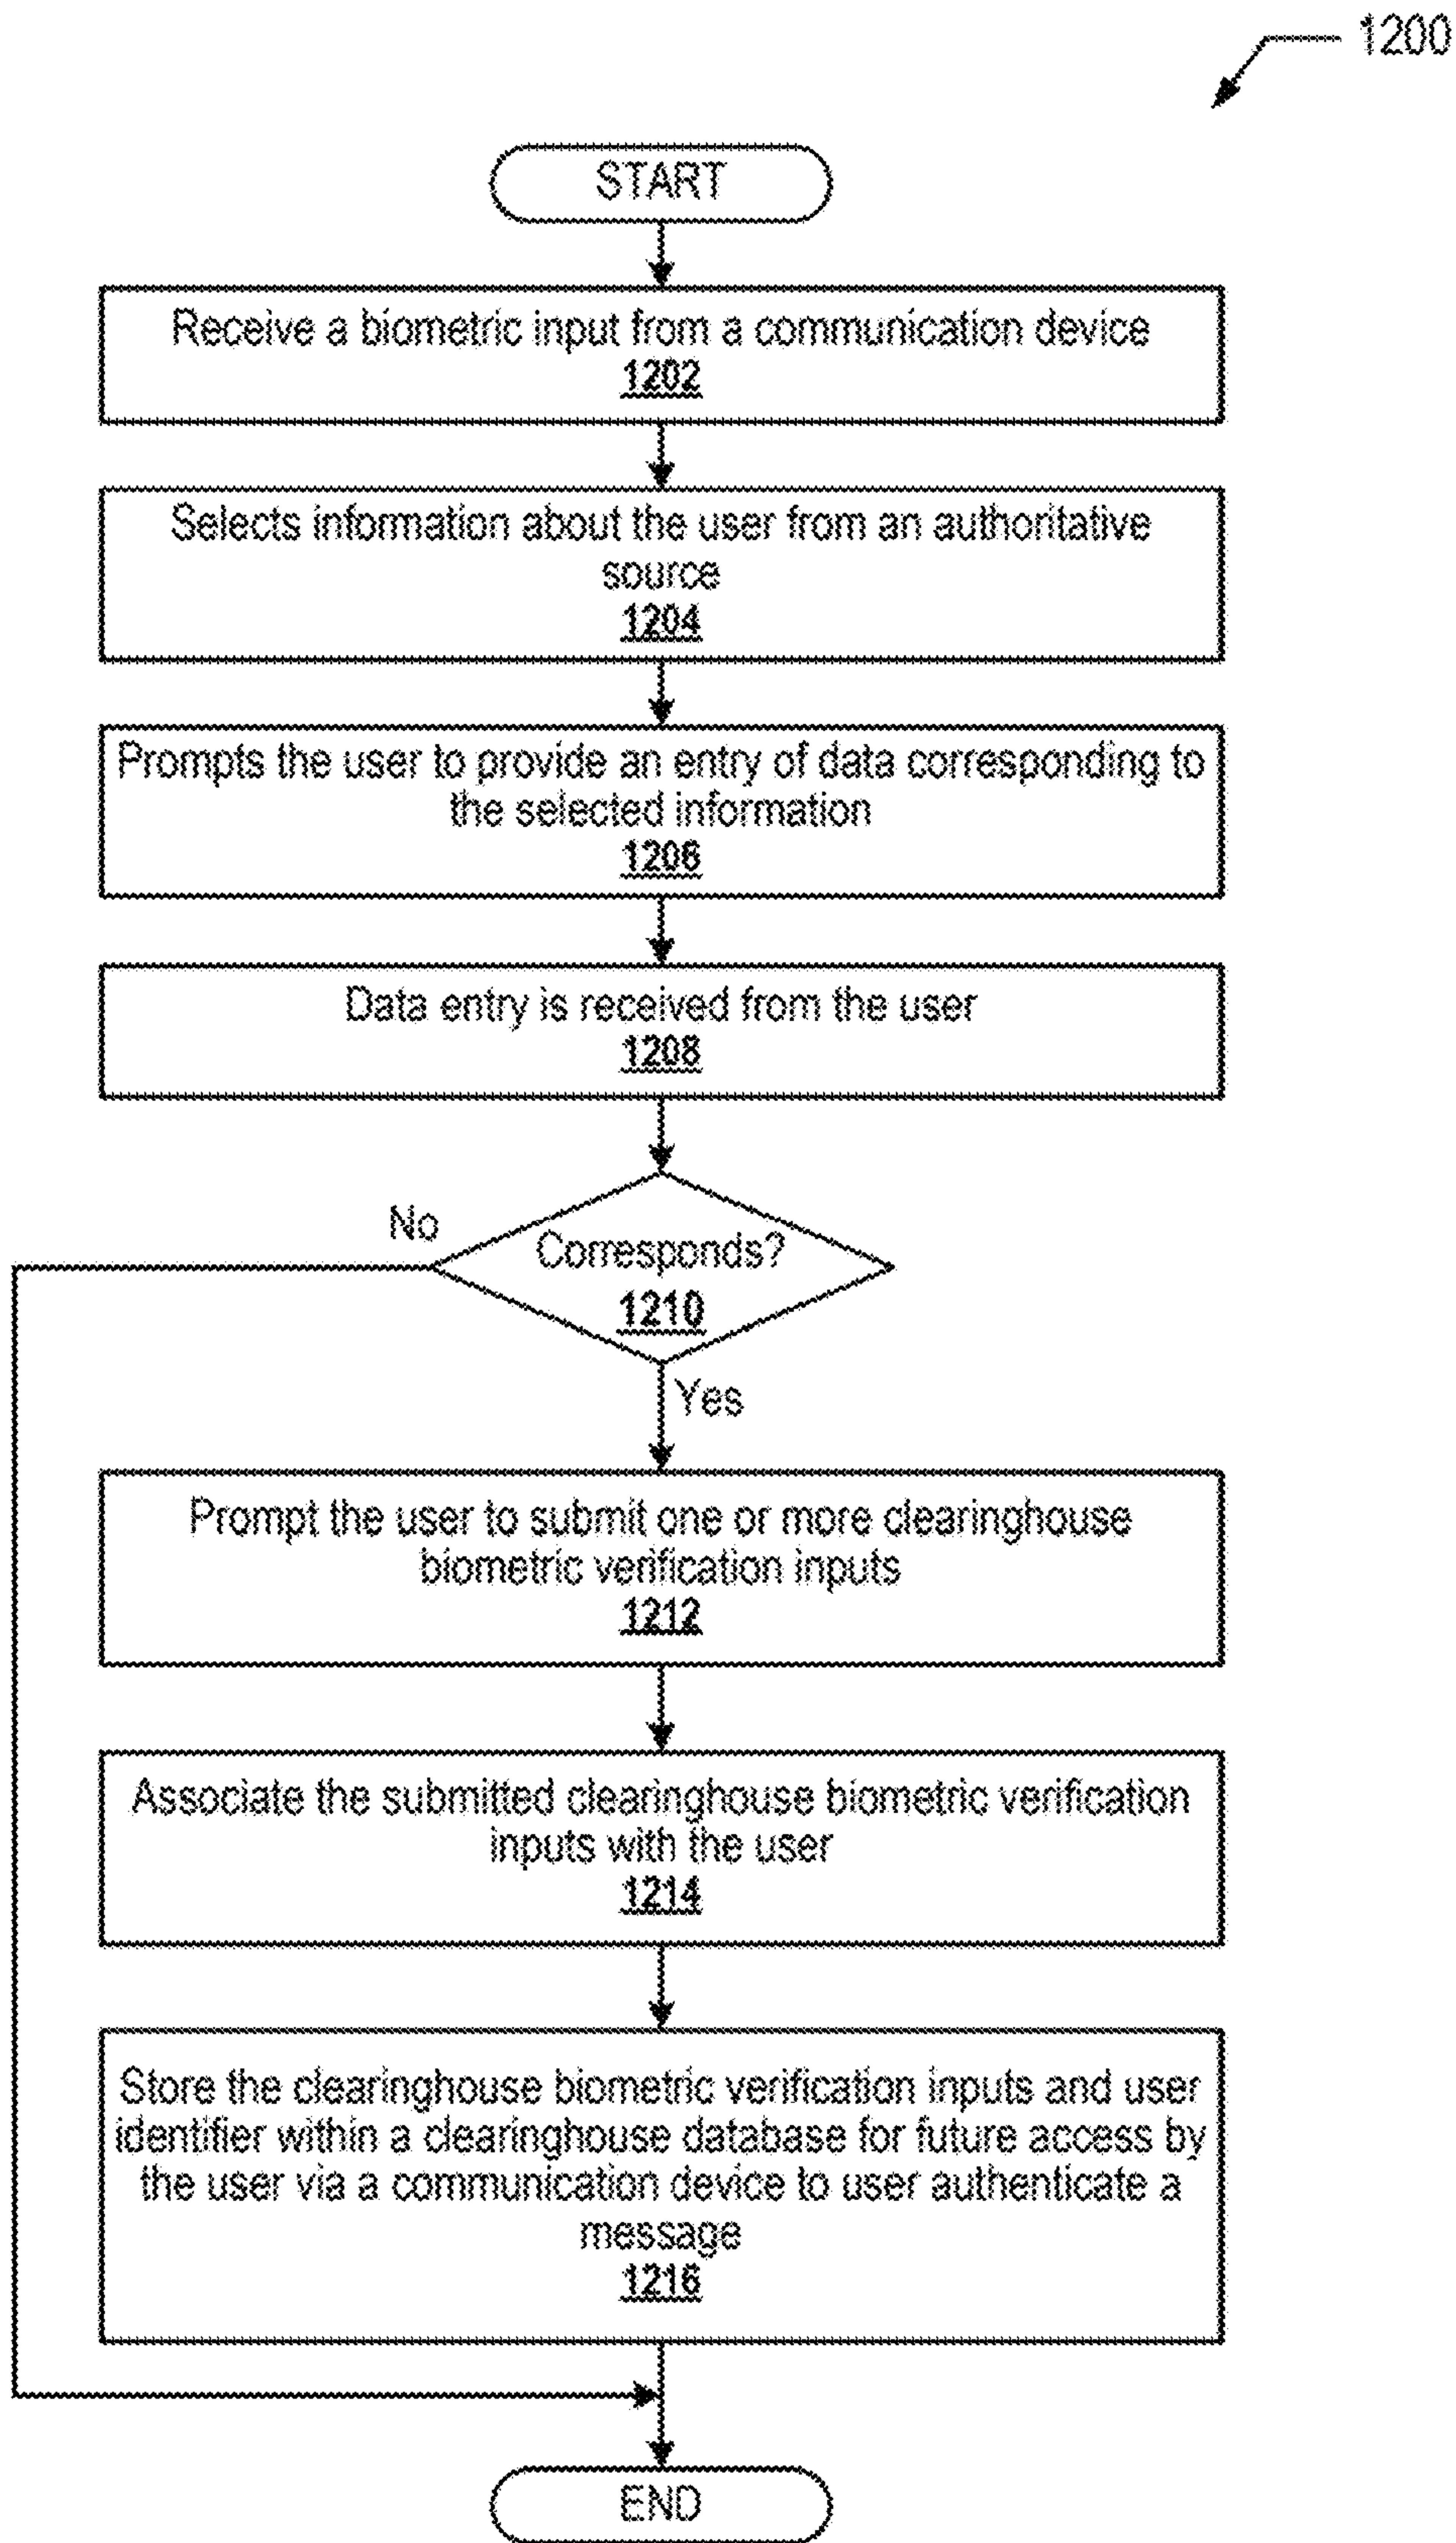 1200
START
Receive a biometric input from a communication device
1202
Selects information about the user from an authoritative
source
1204
Prompts the user to provide an entry of data corresponding to
the selected information
1206
Data entry is received from the user
1208
No
Corresponds?
1210
Yes
Prompt the user to submit one or more clearinghouse
biometric verification inputs
1212
Associate the submitted clearinghouse biometric verification
inputs with the user
1214
Store the clearinghouse biometric verification inputs and user
identifier within a clearinghouse database for future access by
the user via a communication device to user authenticate a
message
1216
END